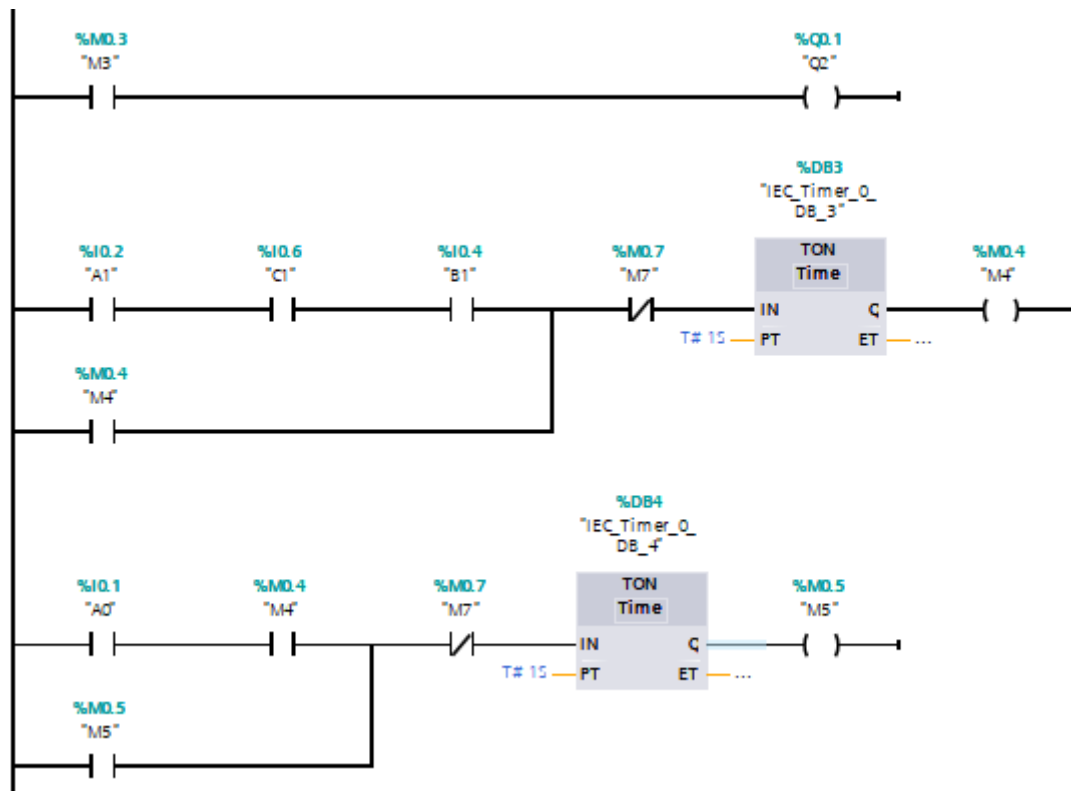 %M0.3
"M3"
%Q0.1
"Q2"
%DB3
"IEC_Timer_0_
DB_3"
%I0.2
"A1"
%I0.6
"C1"
%I0.4
"B1"
%M0.7
"M7"
TON
Time
IN
Q
T# 1S
PT
ET
...
%M0.4
"M4"
%M0.4
"M4"
%DB4
"IEC_Timer_0_
DB_4"
%I0.1
"A0"
%M0.4
"M4"
%M0.7
"M7"
TON
Time
IN
Q
T# 1S
PT
ET
...
%M0.5
"M5"
%M0.5
"M5"